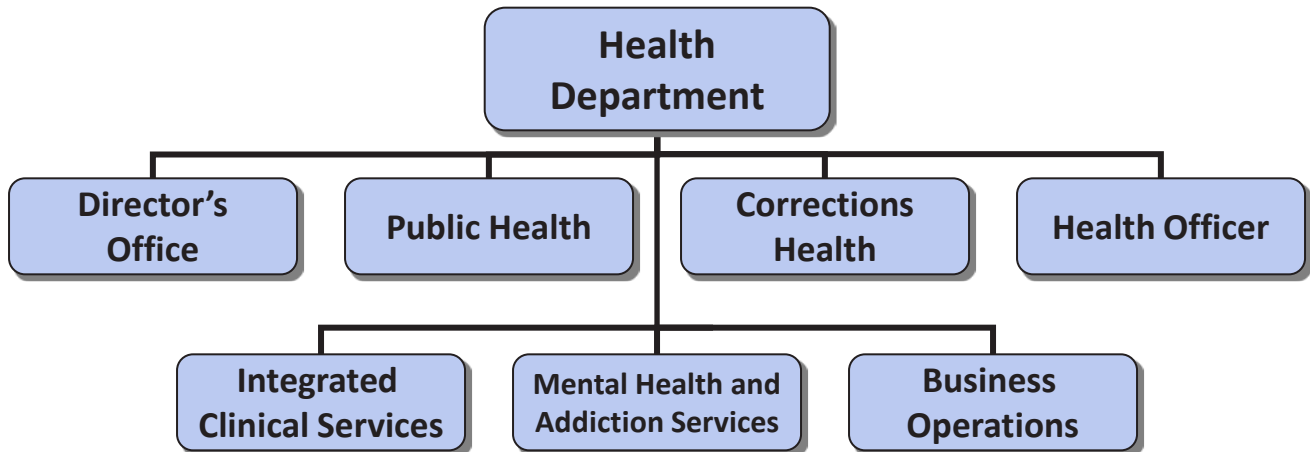 Health
Department
Director’s
Office
Public Health
Corrections
Health
Health Officer
Integrated
Clinical Services
Mental Health and
Addiction Services
Business
Operations